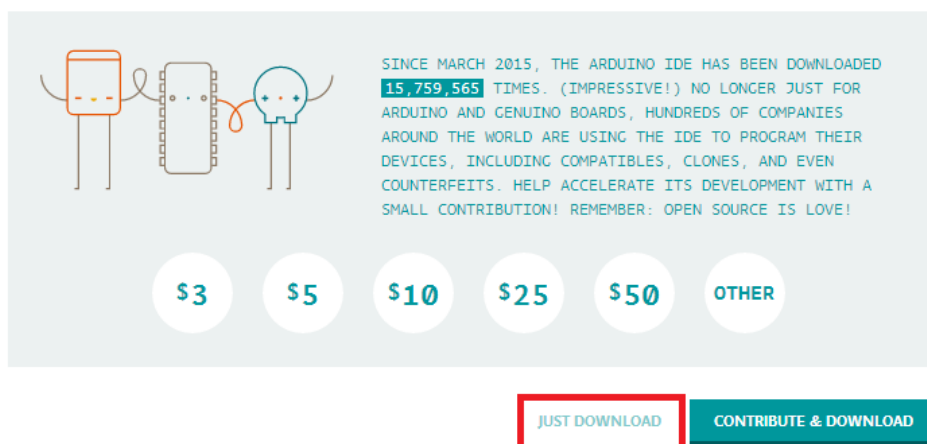 SINCE MARCH 2015, THE ARDUINO IDE HAS BEEN DOWNLOADED
15,759,565 TIMES. (IMPRESSIVE!) NO LONGER JUST FOR
ARDUINO AND GENUINO BOARDS, HUNDREDS OF COMPANIES
AROUND THE WORLD ARE USING THE IDE TO PROGRAM THEIR
DEVICES, INCLUDING COMPATIBLES, CLONES, AND EVEN
COUNTERFEITS. HELP ACCELERATE ITS DEVELOPMENT WITH A
SMALL CONTRIBUTION! REMEMBER: OPEN SOURCE IS LOVE!
$3 $5 $10 $25 $50 OTHER
JUST DOWNLOAD CONTRIBUTE & DOWNLOAD